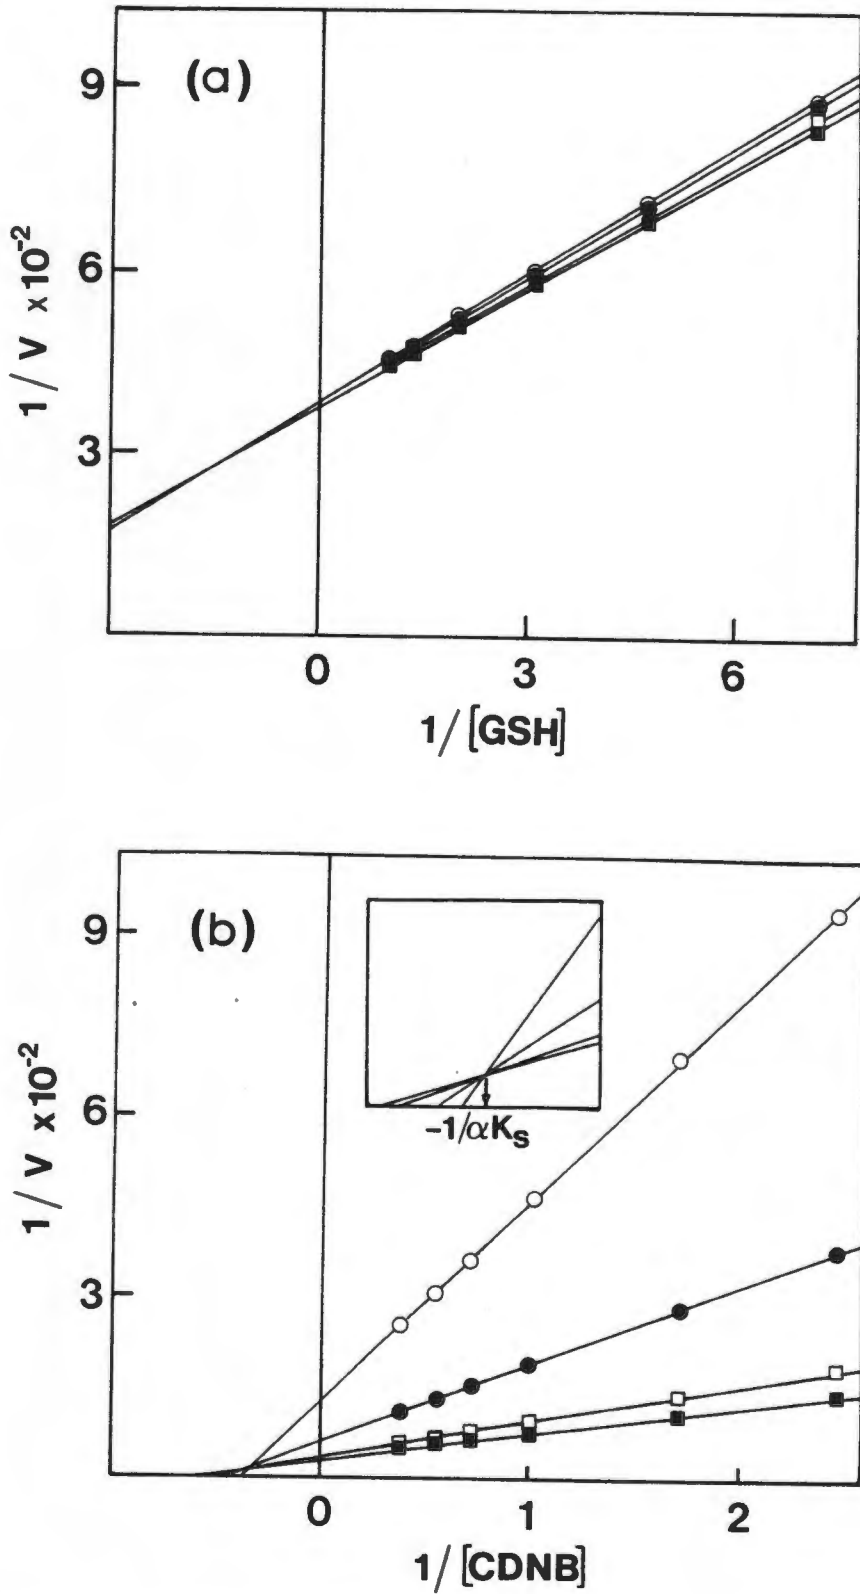 (a)
9
6
3
1/V x10-2
0 3 6
1/[GSH]
(b)
9
6
3
1/V x10-2
-1/αKS
0 1 2
1/[CDNB]